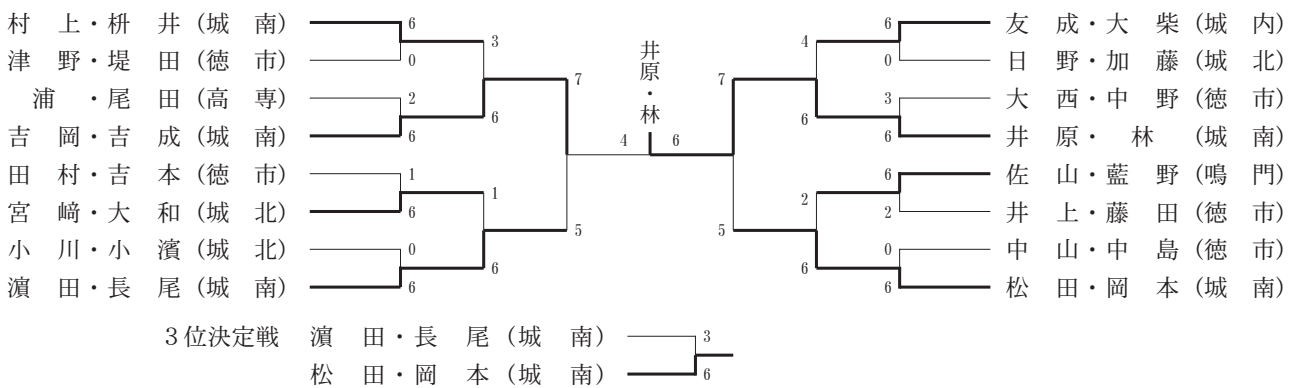 村 上・枡 井(城 南) 6
津 野・堤 田(徳 市) 0
3
浦 ・尾 田(高 専) 2
吉 岡・吉 成(城 南) 6
6
7
田 村・吉 本(徳 市) 1
宮 﨑・大 和(城 北) 6
1
小 川・小 濱(城 北) 0
濵 田・長 尾(城 南) 6
6
5
井原・林
4 6
6 友 成・大 柴(城 内)
0 日 野・加 藤(城 北)
4
3 大 西・中 野(徳 市)
6 井 原・ 林 (城 南)
6
7
6 佐 山・藍 野(鳴 門)
2 井 上・藤 田(徳 市)
2
0 中 山・中 島(徳 市)
6 松 田・岡 本(城 南)
6
5
3位決定戦 濵 田・長 尾(城 南) 3
松 田・岡 本(城 南) 6